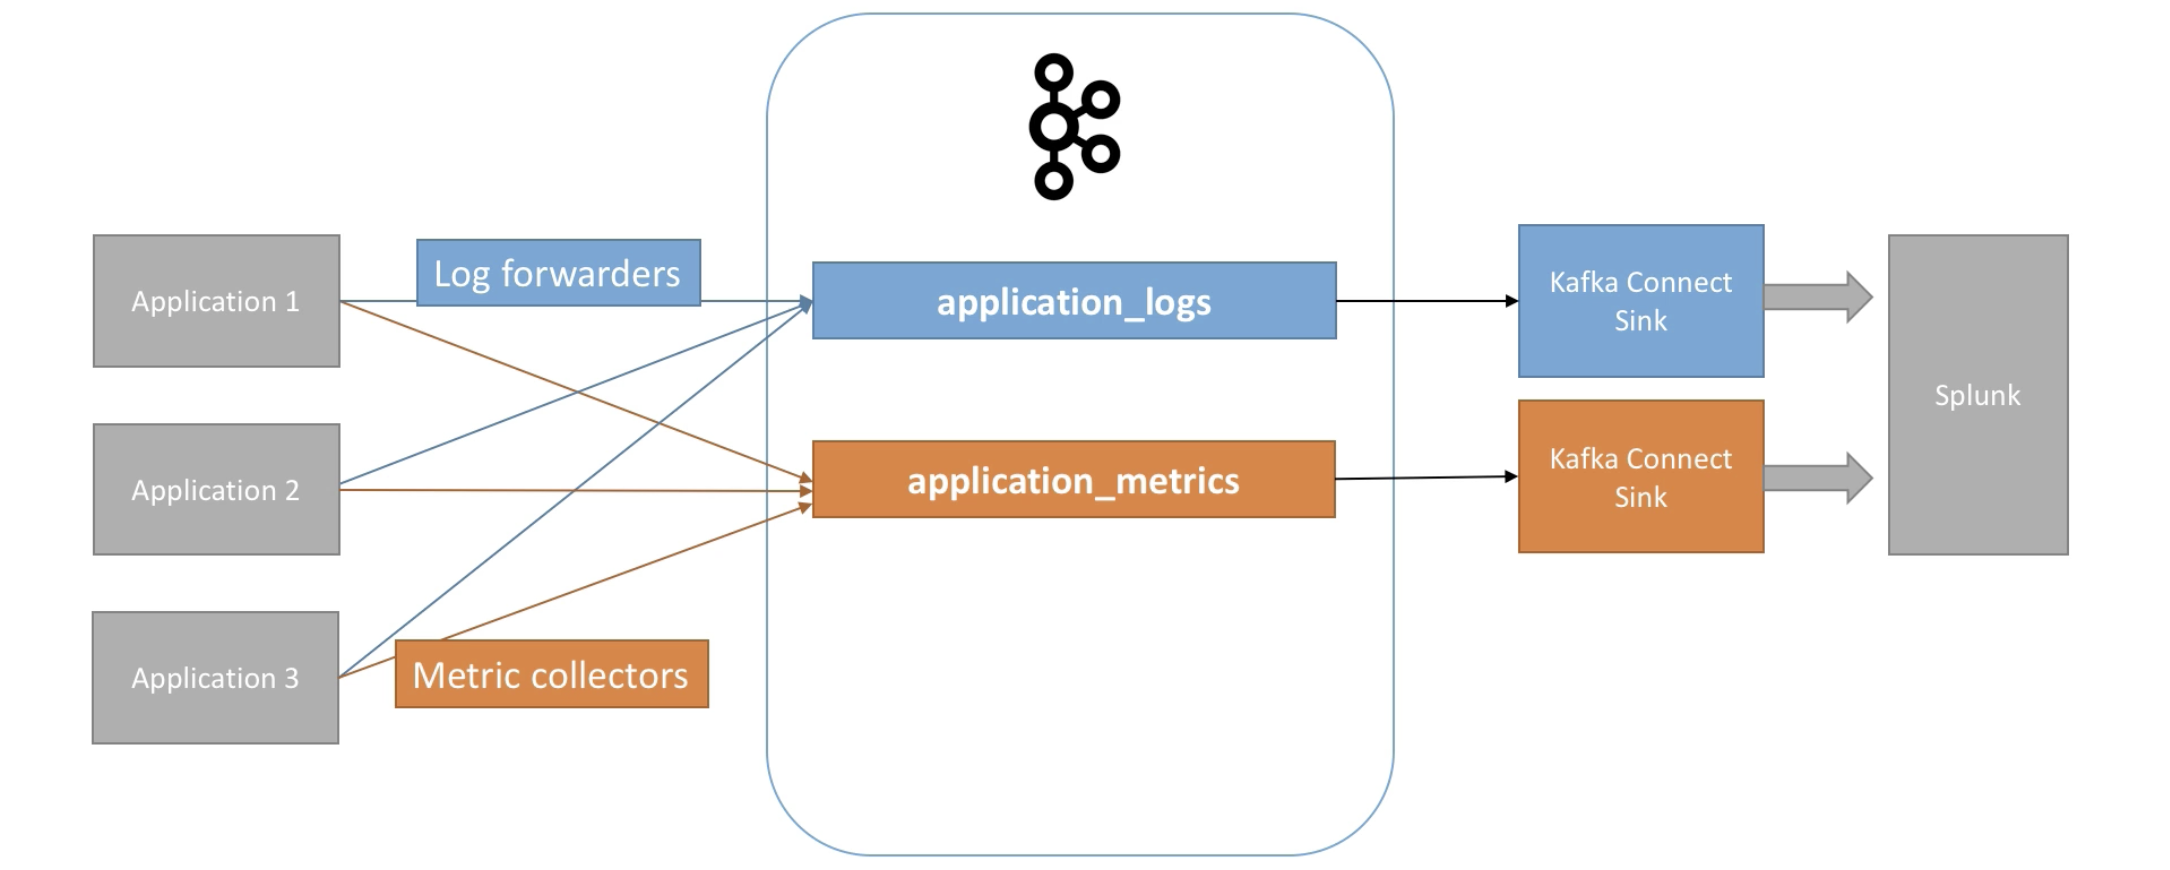 Application 1
Log forwarders
application_logs
Kafka Connect
Sink
Splunk
Application 2
application_metrics
Kafka Connect
Sink
Application 3
Metric collectors